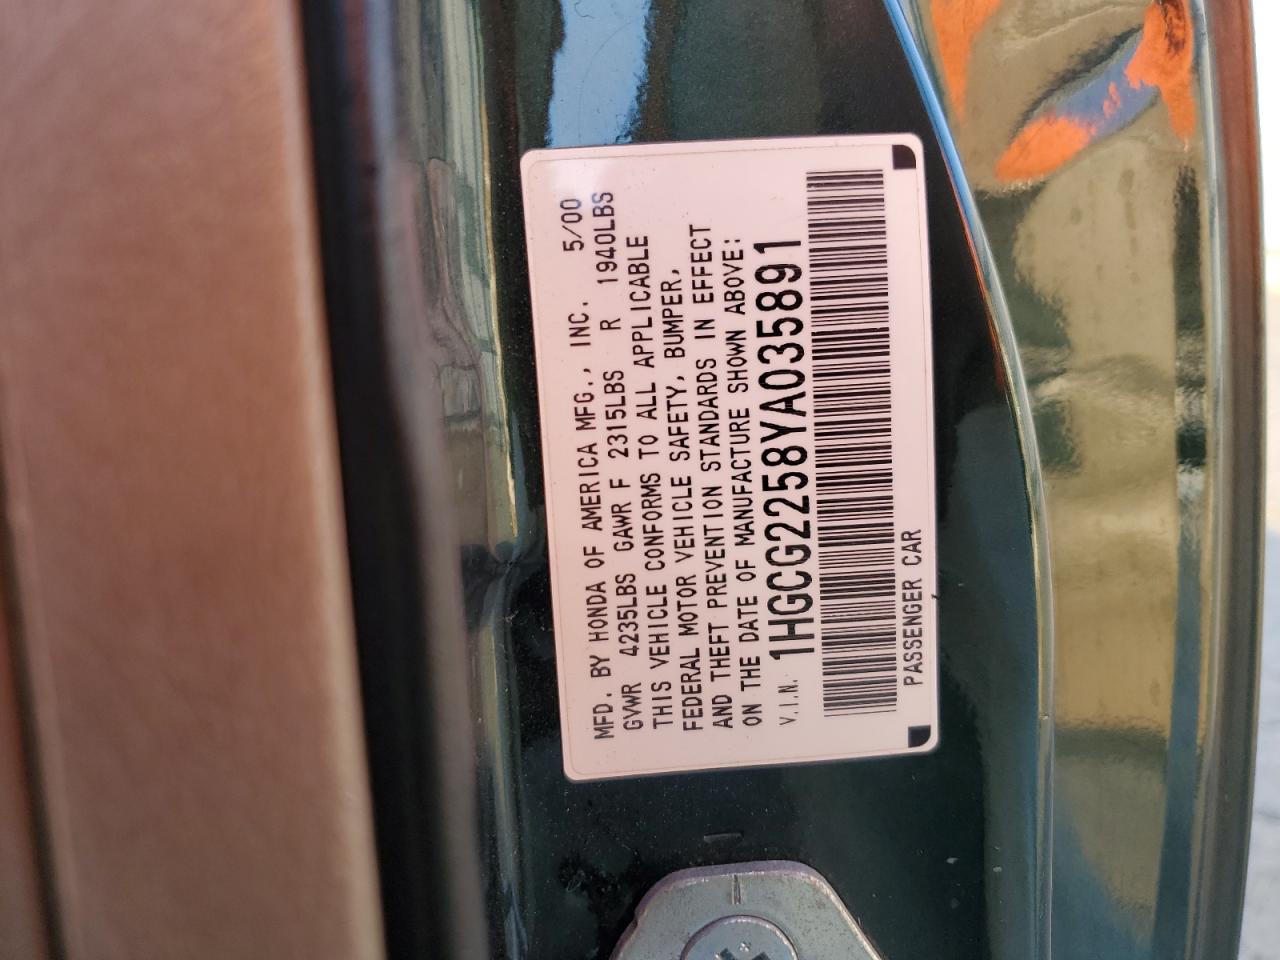 MFD. BY HONDA OF AMERICA MFG., INC. 5/00
GVWR 4235LBS GAWR F 2315LBS R 1940LBS
THIS VEHICLE CONFORMS TO ALL APPLICABLE
FEDERAL MOTOR VEHICLE SAFETY, BUMPER,
AND THEFT PREVENTION STANDARDS IN EFFECT
ON THE DATE OF MANUFACTURE SHOWN ABOVE:
V.I.N. 1HGCG2258YA035891
PASSENGER CAR